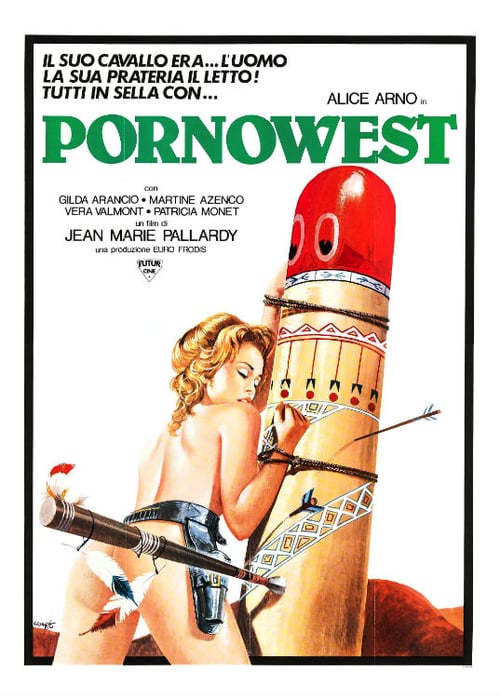 IL SUO CAVALLO ERA... L'UOMO
LA SUA PRATERIA IL LETTO!
TUTTI IN SELLA CON...
ALICE ARNO in
PORNOWEST
con
GILDA ARANCIO • MARTINE AZENCO
VERA VALMONT • PATRICIA MONET
un film di
JEAN MARIE PALLARDY
una produzione EURO FRODIS
FUTUR
CINE